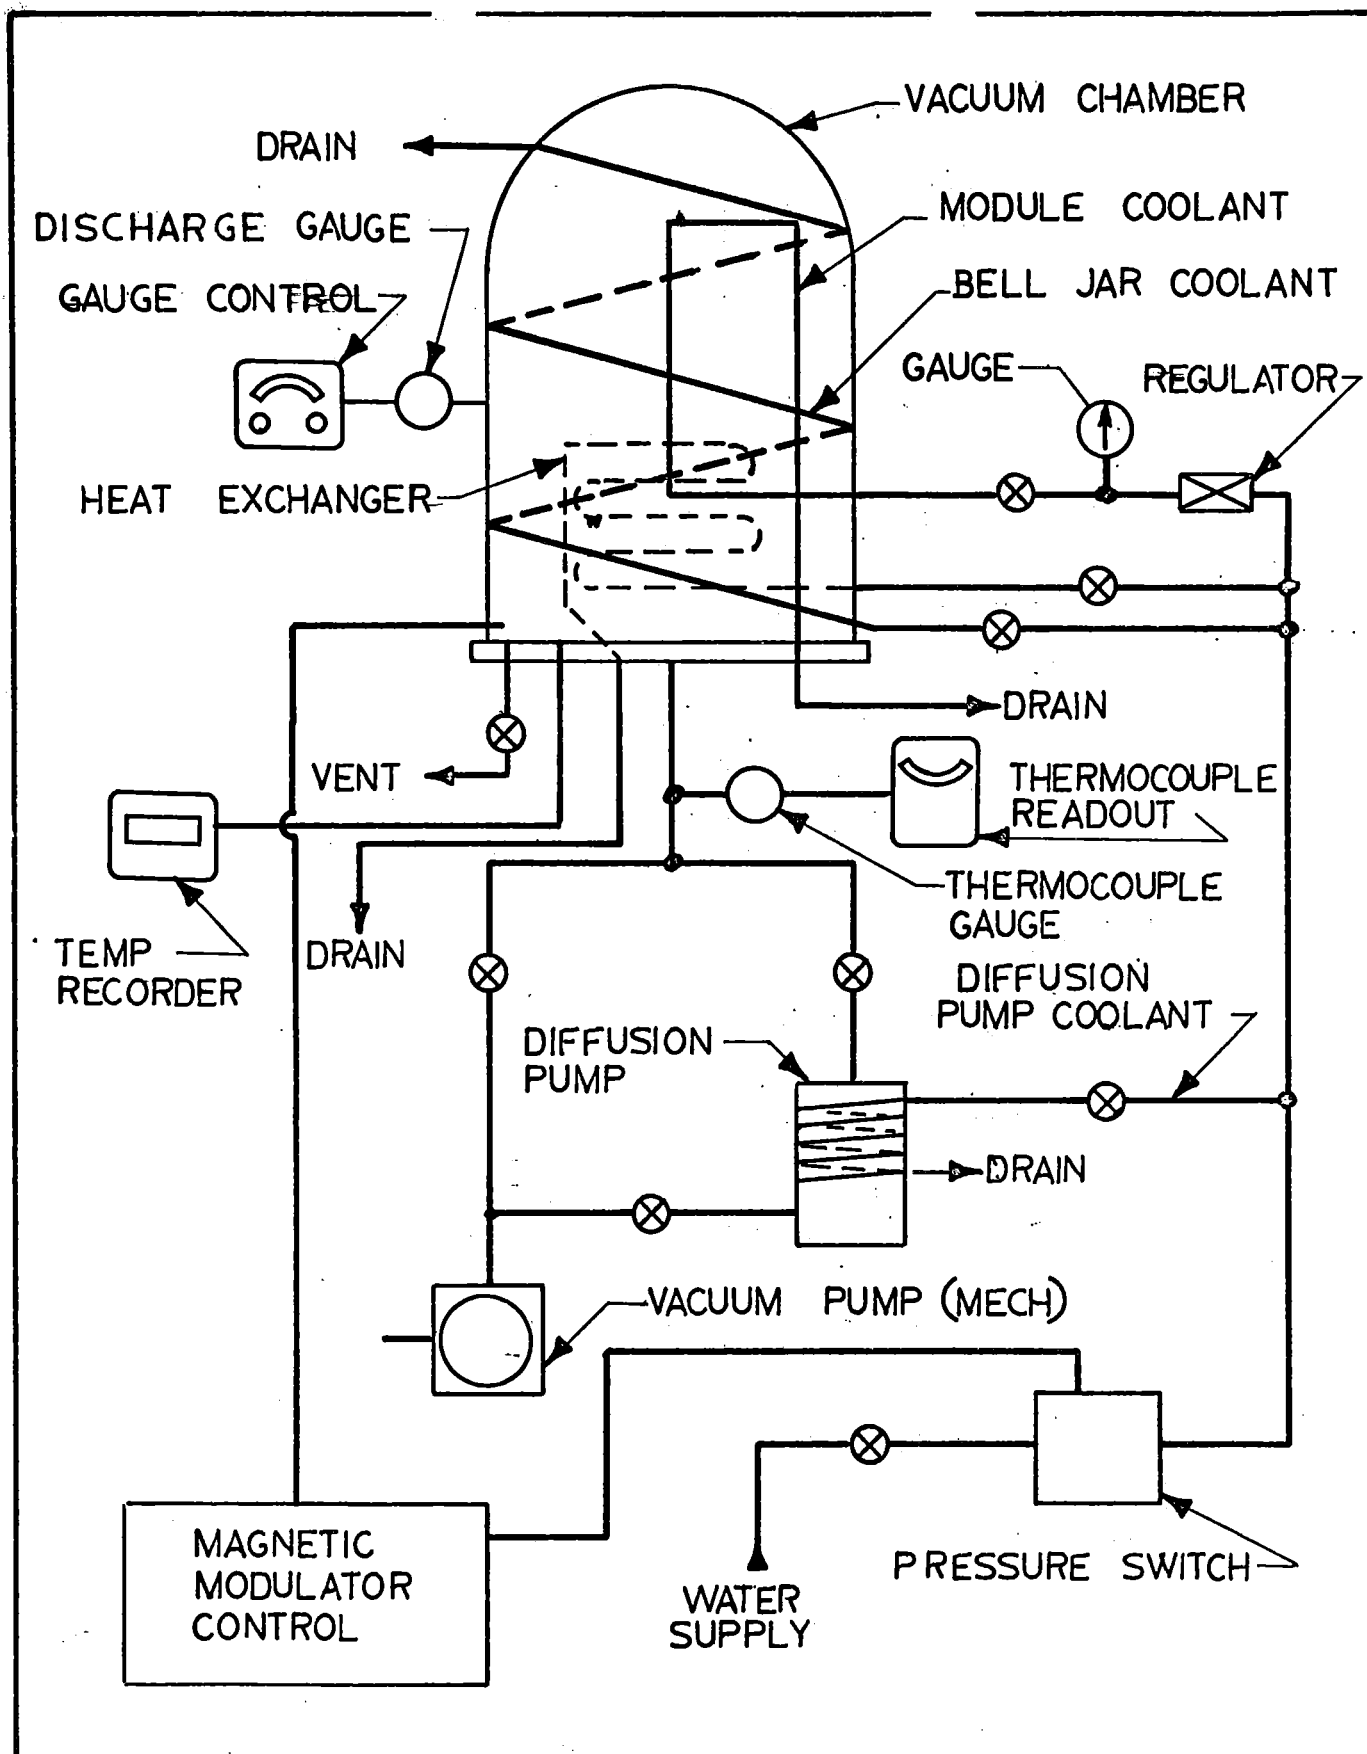 VACUUM CHAMBER
DRAIN
MODULE COOLANT
DISCHARGE GAUGE
BELL JAR COOLANT
GAUGE CONTROL
GAUGE
REGULATOR
HEAT EXCHANGER
DRAIN
VENT
THERMOCOUPLE
READOUT
THERMOCOUPLE
GAUGE
TEMP
RECORDER
DRAIN
DIFFUSION
PUMP COOLANT
DIFFUSION
PUMP
DRAIN
VACUUM PUMP (MECH)
MAGNETIC
MODULATOR
CONTROL
PRESSURE SWITCH
WATER
SUPPLY